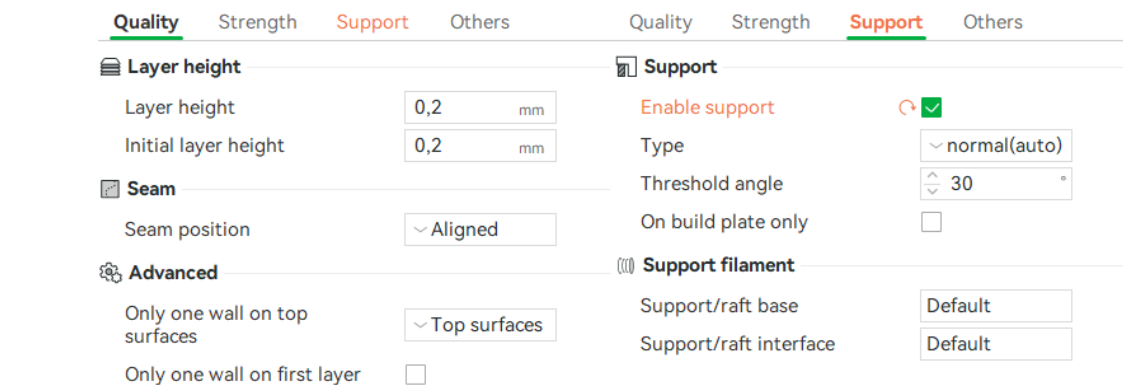 Quality Strength Support Others
Layer height
Layer height 0,2 mm
Initial layer height 0,2 mm
Seam
Seam position Aligned
Advanced
Only one wall on top
surfaces
Top surfaces
Only one wall on first layer
Quality Strength Support Others
Support
Enable support
Type normal(auto)
Threshold angle 30 °
On build plate only
Support filament
Support/raft base Default
Support/raft interface Default